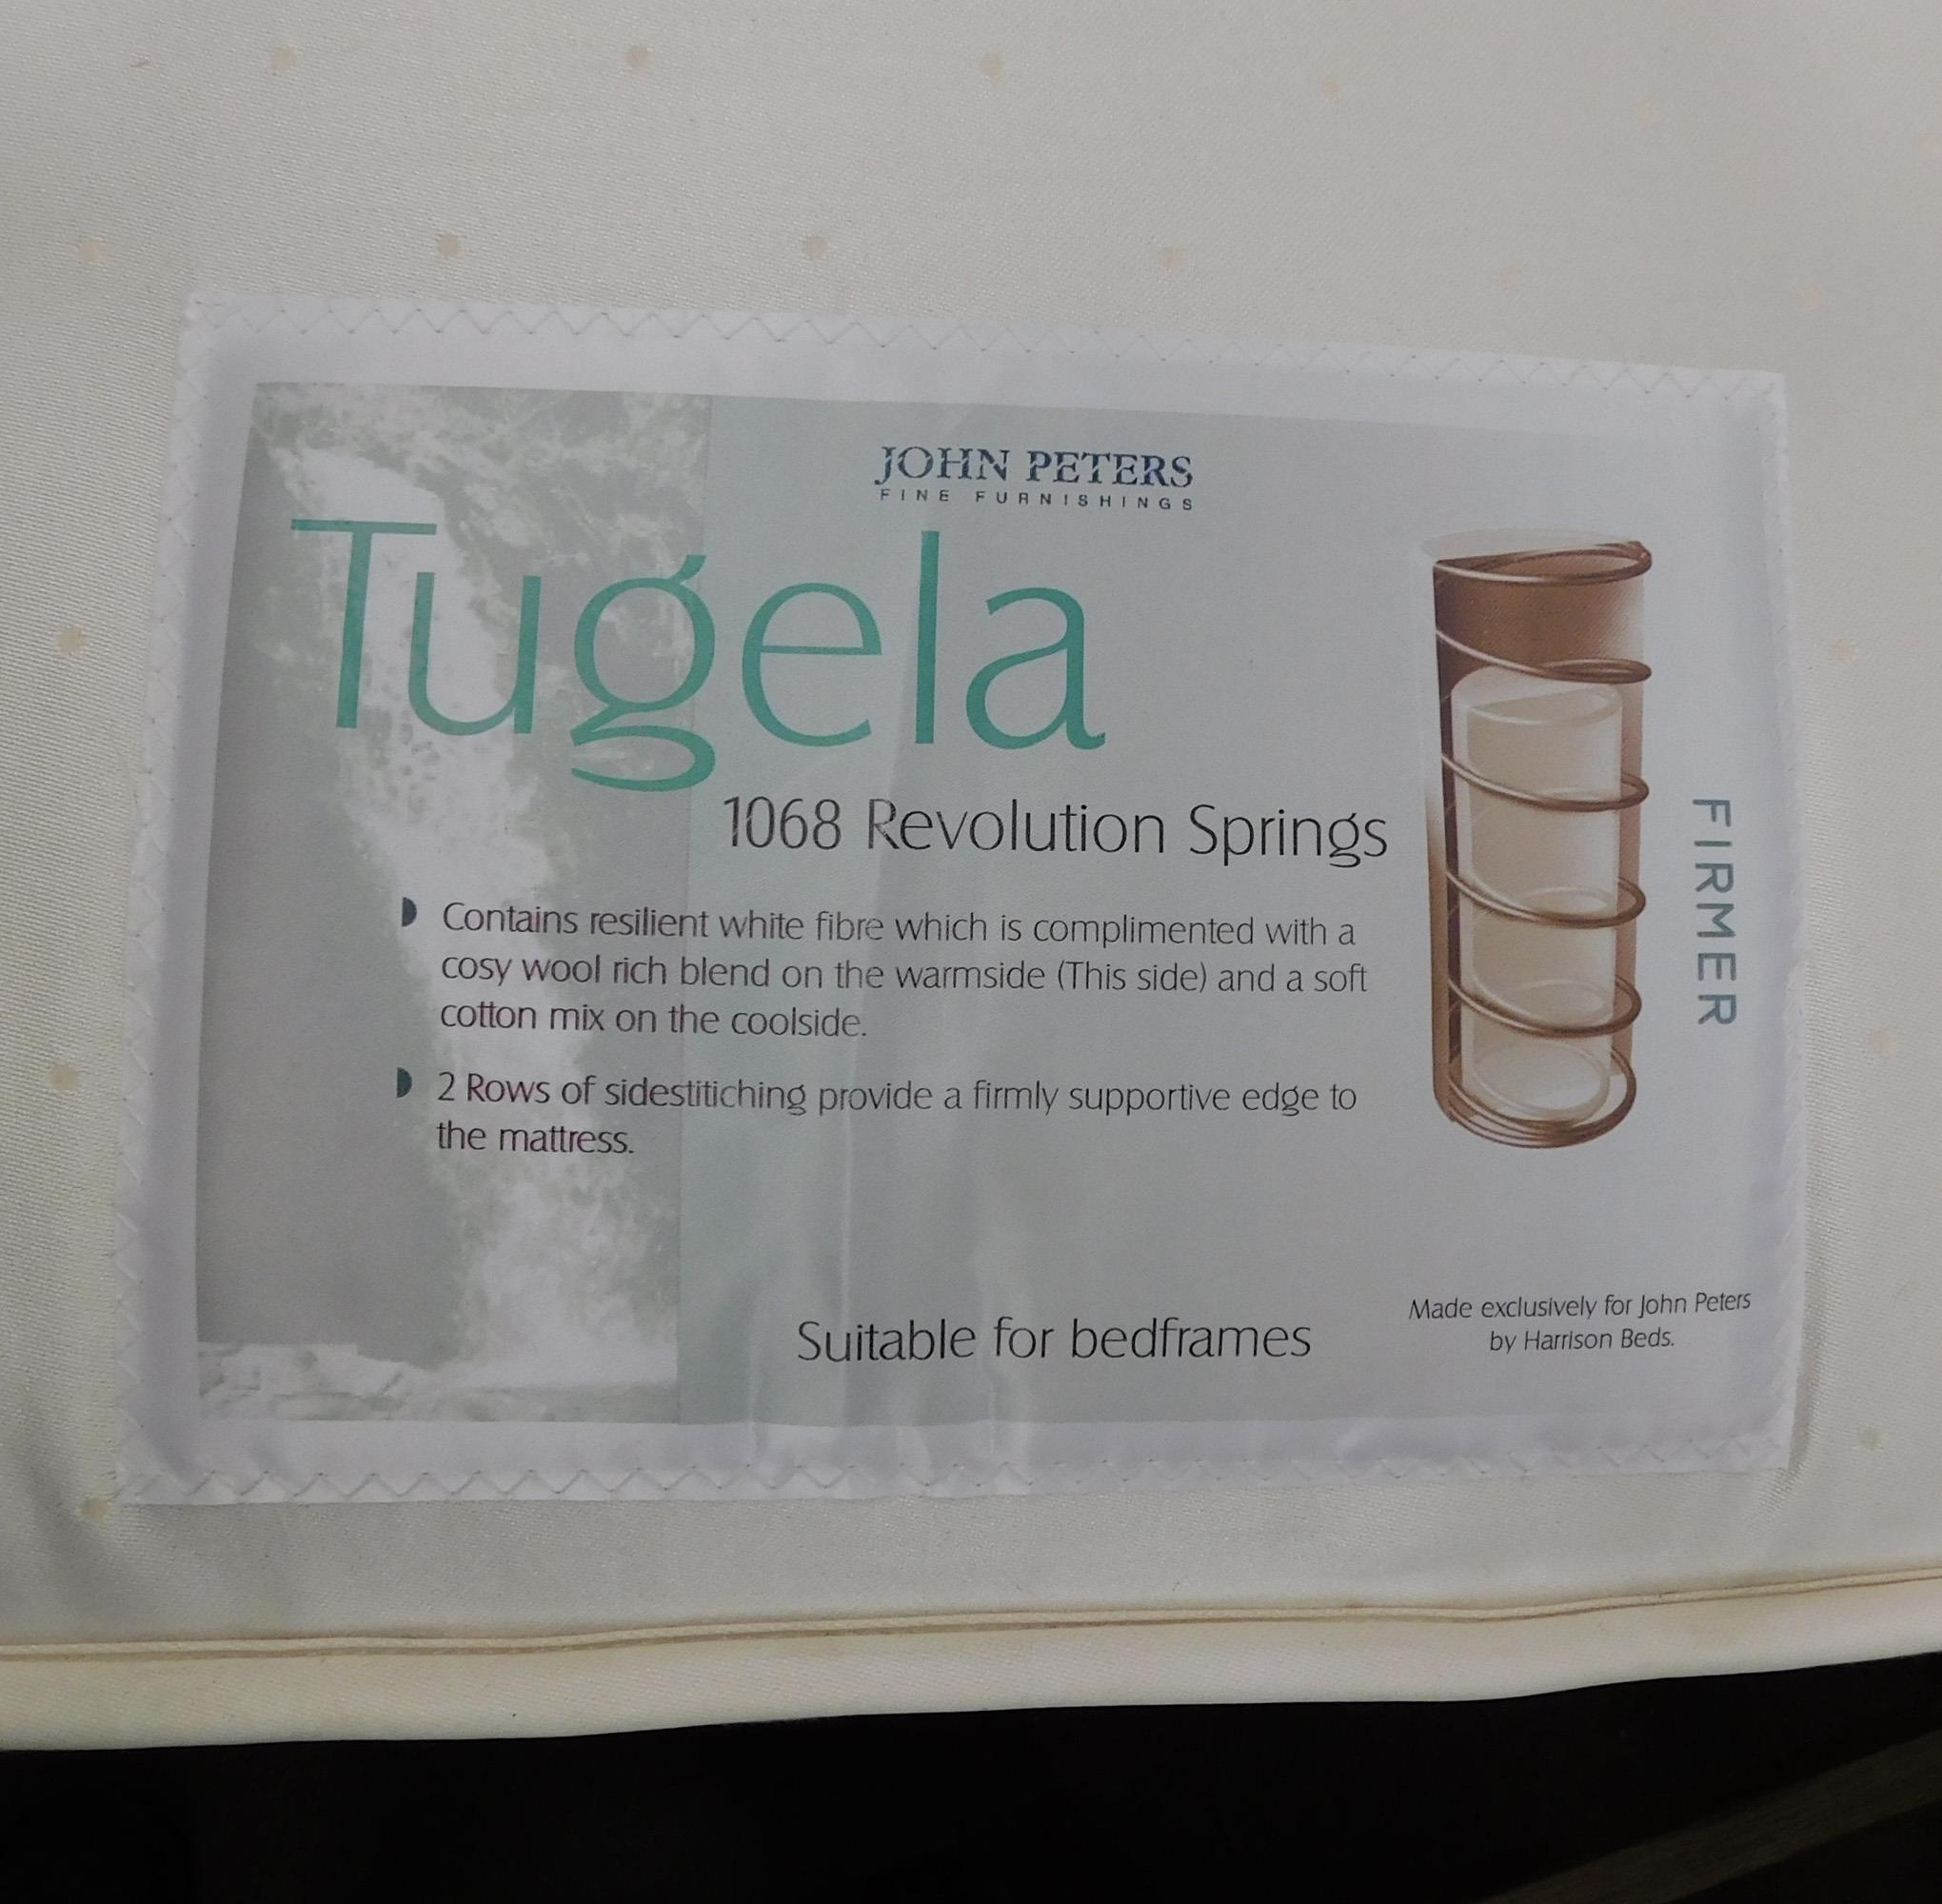 JOHN PETERS
FINE FURNISHINGS
Tugela
1068 Revolution Springs
Contains resilient white fibre which is complimented with a
cosy wool rich blend on the warmside (This side) and a soft
cotton mix on the coolside.
2 Rows of sidestitiching provide a firmly supportive edge to
the mattress.
FIRMER
Suitable for bedframes
Made exclusively for John Peters
by Harrison Beds.